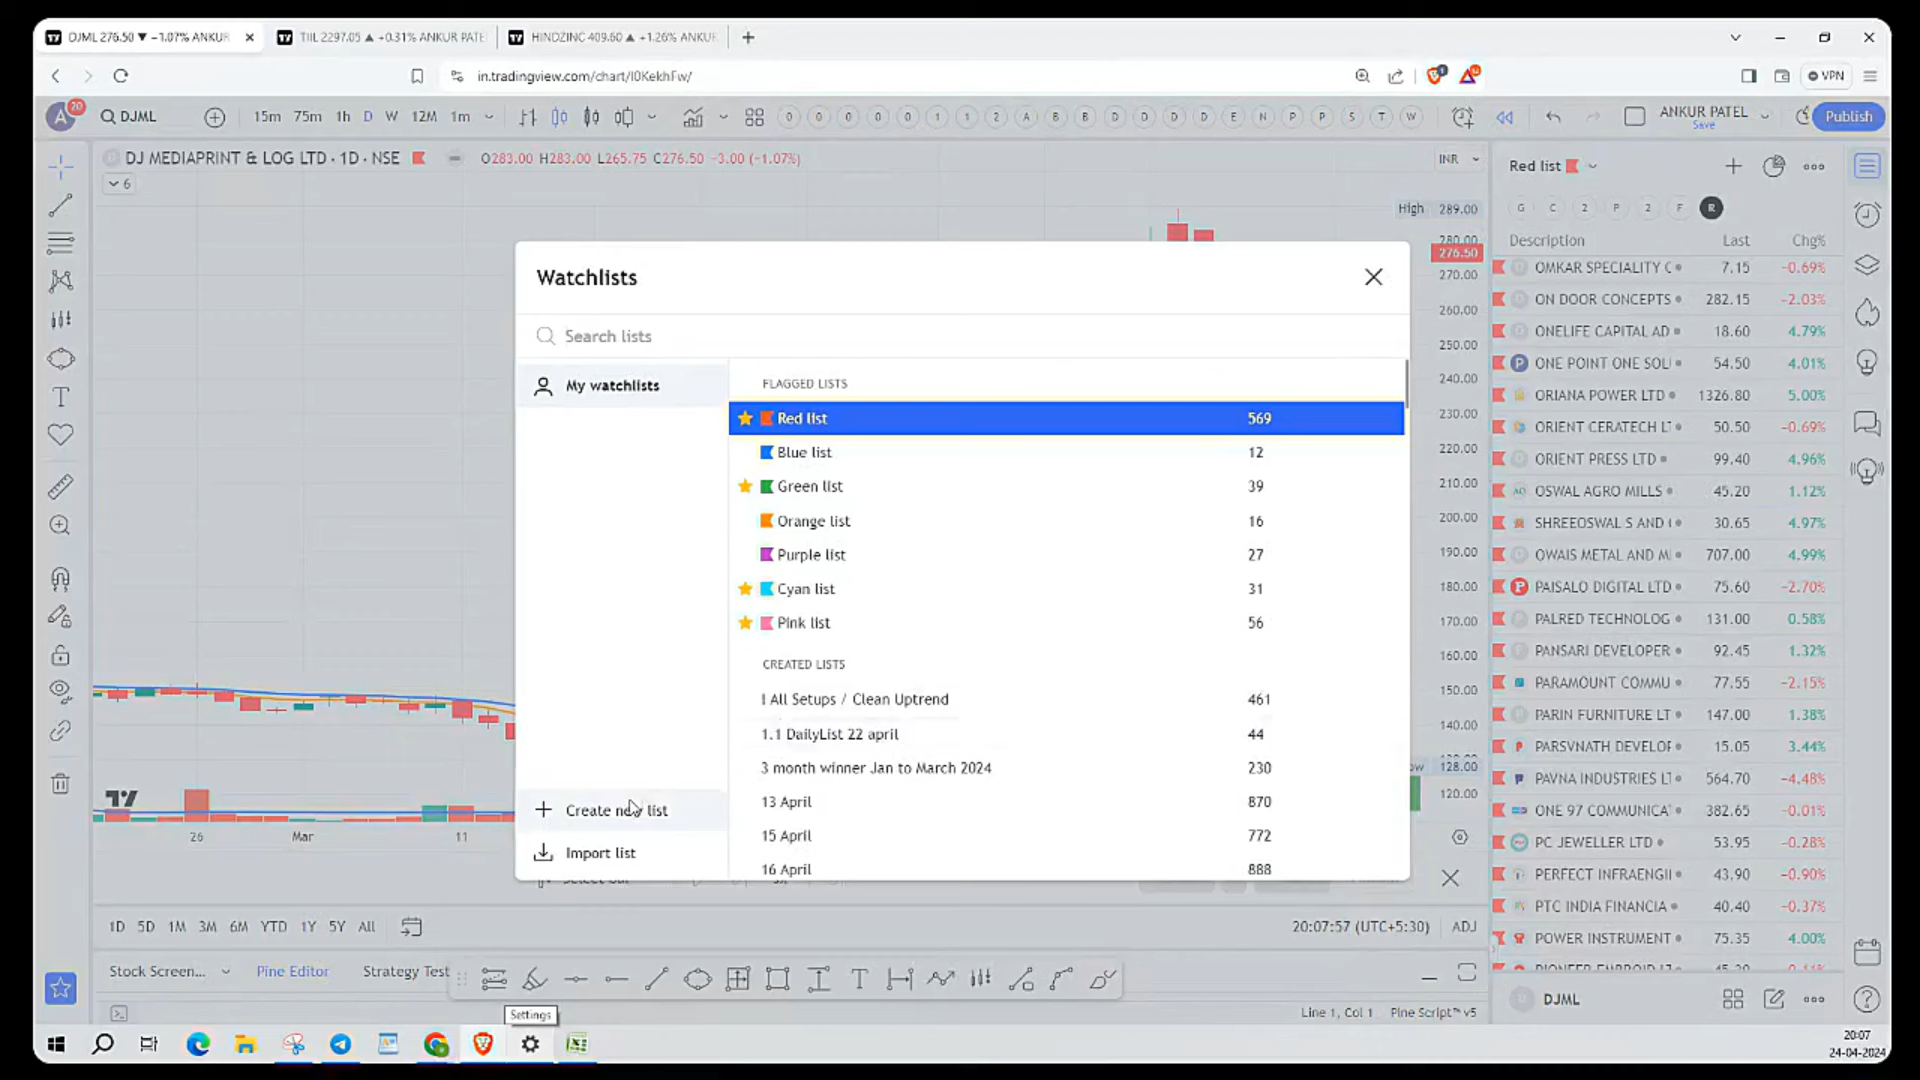 DJML 276.50 ▼ −1.07% ANKUR
TIIL 2297.05 ▲ +0.31% ANKUR PATE
HINDZINC 409.60 ▲ +1.26% ANKUR
in.tradingview.com/chart/I0KekhFw/
VPN
A 20
DJML
15m 75m 1h D W 12M 1m
0 0 0 0 0 1 1 2 A B B D D D D E N P P S T W
ANKUR PATEL
Save
Publish
DJ MEDIAPRINT & LOG LTD · 1D · NSE
O283.00 H283.00 L265.75 C276.50 −3.00 (−1.07%)
INR
6
High 289.00
280.00
276.50
270.00
260.00
250.00
240.00
230.00
220.00
210.00
200.00
190.00
180.00
170.00
160.00
150.00
140.00
128.00
120.00
26 Mar 11
Watchlists
Search lists
My watchlists
FLAGGED LISTS
Red list 569
Blue list 12
Green list 39
Orange list 16
Purple list 27
Cyan list 31
Pink list 56
CREATED LISTS
! All Setups / Clean Uptrend 461
1.1 DailyList 22 april 44
3 month winner Jan to March 2024 230
13 April 870
15 April 772
16 April 888
Create new list
Import list
Red list
G C 2 P 2 F R
Description Last Chg%
OMKAR SPECIALITY C 7.15 −0.69%
ON DOOR CONCEPTS 282.15 −2.03%
ONELIFE CAPITAL AD 18.60 4.79%
ONE POINT ONE SOL 54.50 4.01%
ORIANA POWER LTD 1326.80 5.00%
ORIENT CERATECH LT 50.50 −0.69%
ORIENT PRESS LTD 99.40 4.96%
OSWAL AGRO MILLS 45.20 1.12%
SHREEOSWAL S AND 30.65 4.97%
OWAIS METAL AND M 707.00 4.99%
PAISALO DIGITAL LTD 75.60 −2.70%
PALRED TECHNOLOG 131.00 0.58%
PANSARI DEVELOPER 92.45 1.32%
PARAMOUNT COMMU 77.55 −2.15%
PARIN FURNITURE LT 147.00 1.38%
PARSVNATH DEVELOF 15.05 3.44%
PAVNA INDUSTRIES LT 564.70 −4.48%
ONE 97 COMMUNICA 382.65 −0.01%
PC JEWELLER LTD 53.95 −0.28%
PERFECT INFRAENGII 43.90 −0.90%
PTC INDIA FINANCIA 40.40 −0.37%
POWER INSTRUMENT 75.35 4.00%
DJML
1D 5D 1M 3M 6M YTD 1Y 5Y All
20:07:57 (UTC+5:30) ADJ
Stock Screen... Pine Editor Strategy Test
Settings
Line 1, Col 1 Pine Script™ v5
20:07
24-04-2024